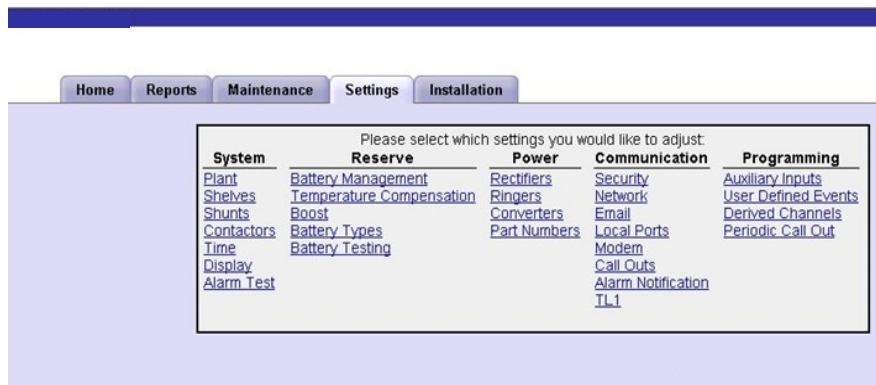 Home Reports Maintenance Settings Installation
Please select which settings you would like to adjust:
System Reserve Power Communication Programming
Plant Battery Management Rectifiers Security Auxiliary Inputs
Shelves Temperature Compensation Ringers Network User Defined Events
Shunts Boost Converters Email Derived Channels
Contactors Battery Types Part Numbers Local Ports Periodic Call Out
Time Battery Testing Modem
Display Call Outs
Alarm Test Alarm Notification
TL1